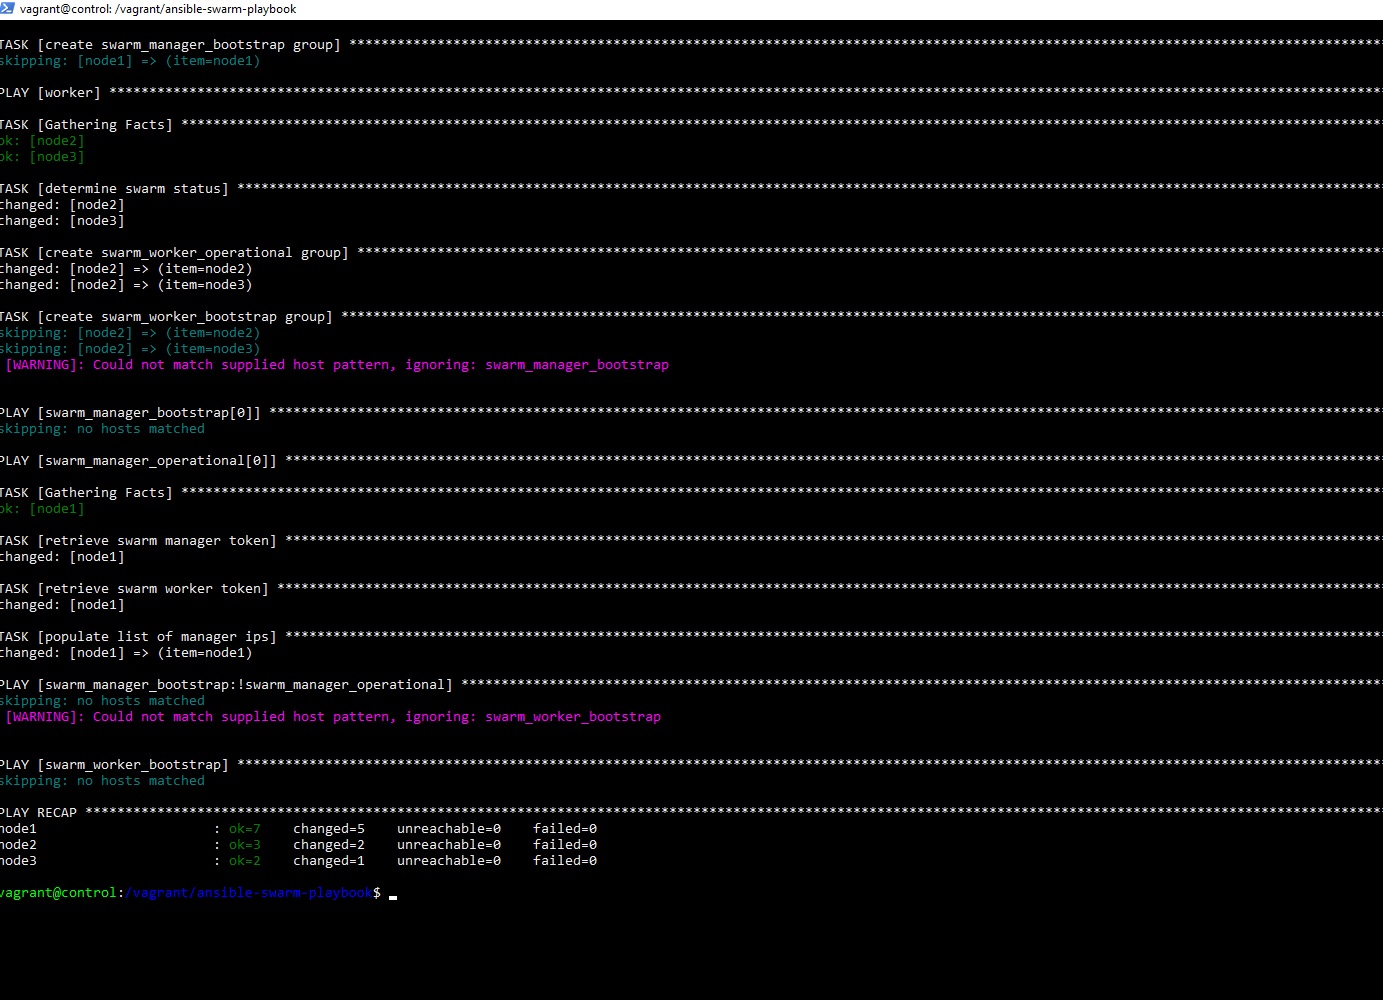 vagrant@control: /vagrant/ansible-swarm-playbook
TASK [create swarm_manager_bootstrap group] *********************************************************************************************************************************
skipping: [node1] => (item=node1)
PLAY [worker] ***************************************************************************************************************************************************************
TASK [Gathering Facts] ******************************************************************************************************************************************************
ok: [node2]
ok: [node3]
TASK [determine swarm status] ***********************************************************************************************************************************************
changed: [node2]
changed: [node3]
TASK [create swarm_worker_operational group] ********************************************************************************************************************************
changed: [node2] => (item=node2)
changed: [node2] => (item=node3)
TASK [create swarm_worker_bootstrap group] **********************************************************************************************************************************
skipping: [node2] => (item=node2)
skipping: [node2] => (item=node3)
[WARNING]: Could not match supplied host pattern, ignoring: swarm_manager_bootstrap
PLAY [swarm_manager_bootstrap[0]] *******************************************************************************************************************************************
skipping: no hosts matched
PLAY [swarm_manager_operational[0]] *****************************************************************************************************************************************
TASK [Gathering Facts] ******************************************************************************************************************************************************
ok: [node1]
TASK [retrieve swarm manager token] *****************************************************************************************************************************************
changed: [node1]
TASK [retrieve swarm worker token] ******************************************************************************************************************************************
changed: [node1]
TASK [populate list of manager ips] *****************************************************************************************************************************************
changed: [node1] => (item=node1)
PLAY [swarm_manager_bootstrap:!swarm_manager_operational] *******************************************************************************************************************
skipping: no hosts matched
[WARNING]: Could not match supplied host pattern, ignoring: swarm_worker_bootstrap
PLAY [swarm_worker_bootstrap] ***********************************************************************************************************************************************
skipping: no hosts matched
PLAY RECAP ******************************************************************************************************************************************************************
node1 : ok=7 changed=5 unreachable=0 failed=0
node2 : ok=3 changed=2 unreachable=0 failed=0
node3 : ok=2 changed=1 unreachable=0 failed=0
vagrant@control:/vagrant/ansible-swarm-playbook$